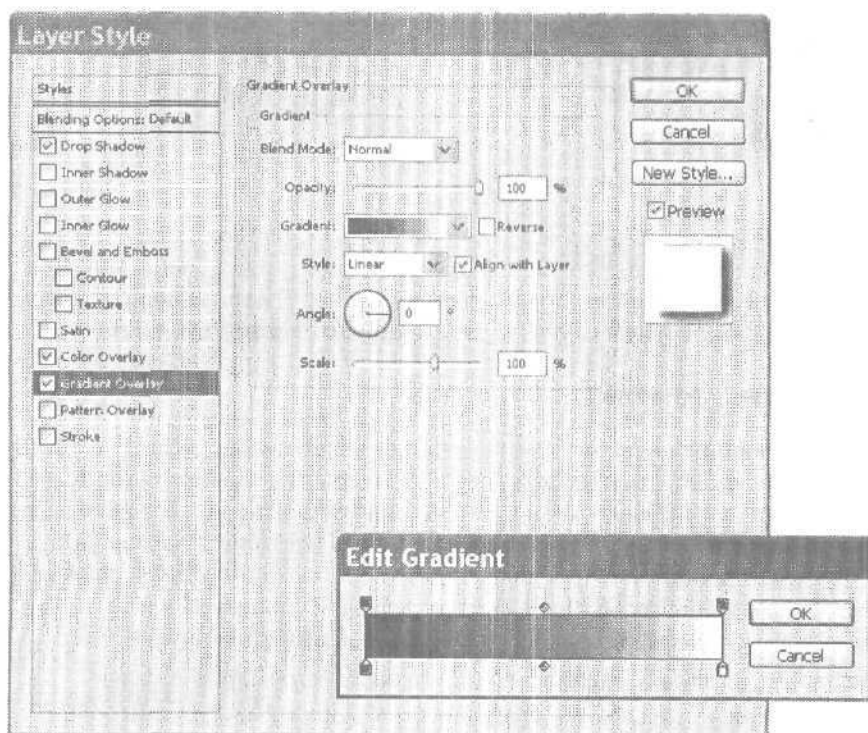 Layer Style
Styles
Blending Options: Default
Drop Shadow
Inner Shadow
Outer Glow
Inner Glow
Bevel and Emboss
Contour
Texture
Satin
Color Overlay
Gradient Overlay
Pattern Overlay
Stroke
Gradient Overlay
Gradient
Blend Mode: Normal
Opacity: 100 %
Gradient: Reverse
Style: Linear Align with Layer
Angle: 0 °
Scale: 100 %
OK
Cancel
New Style...
Preview
Edit Gradient
OK
Cancel